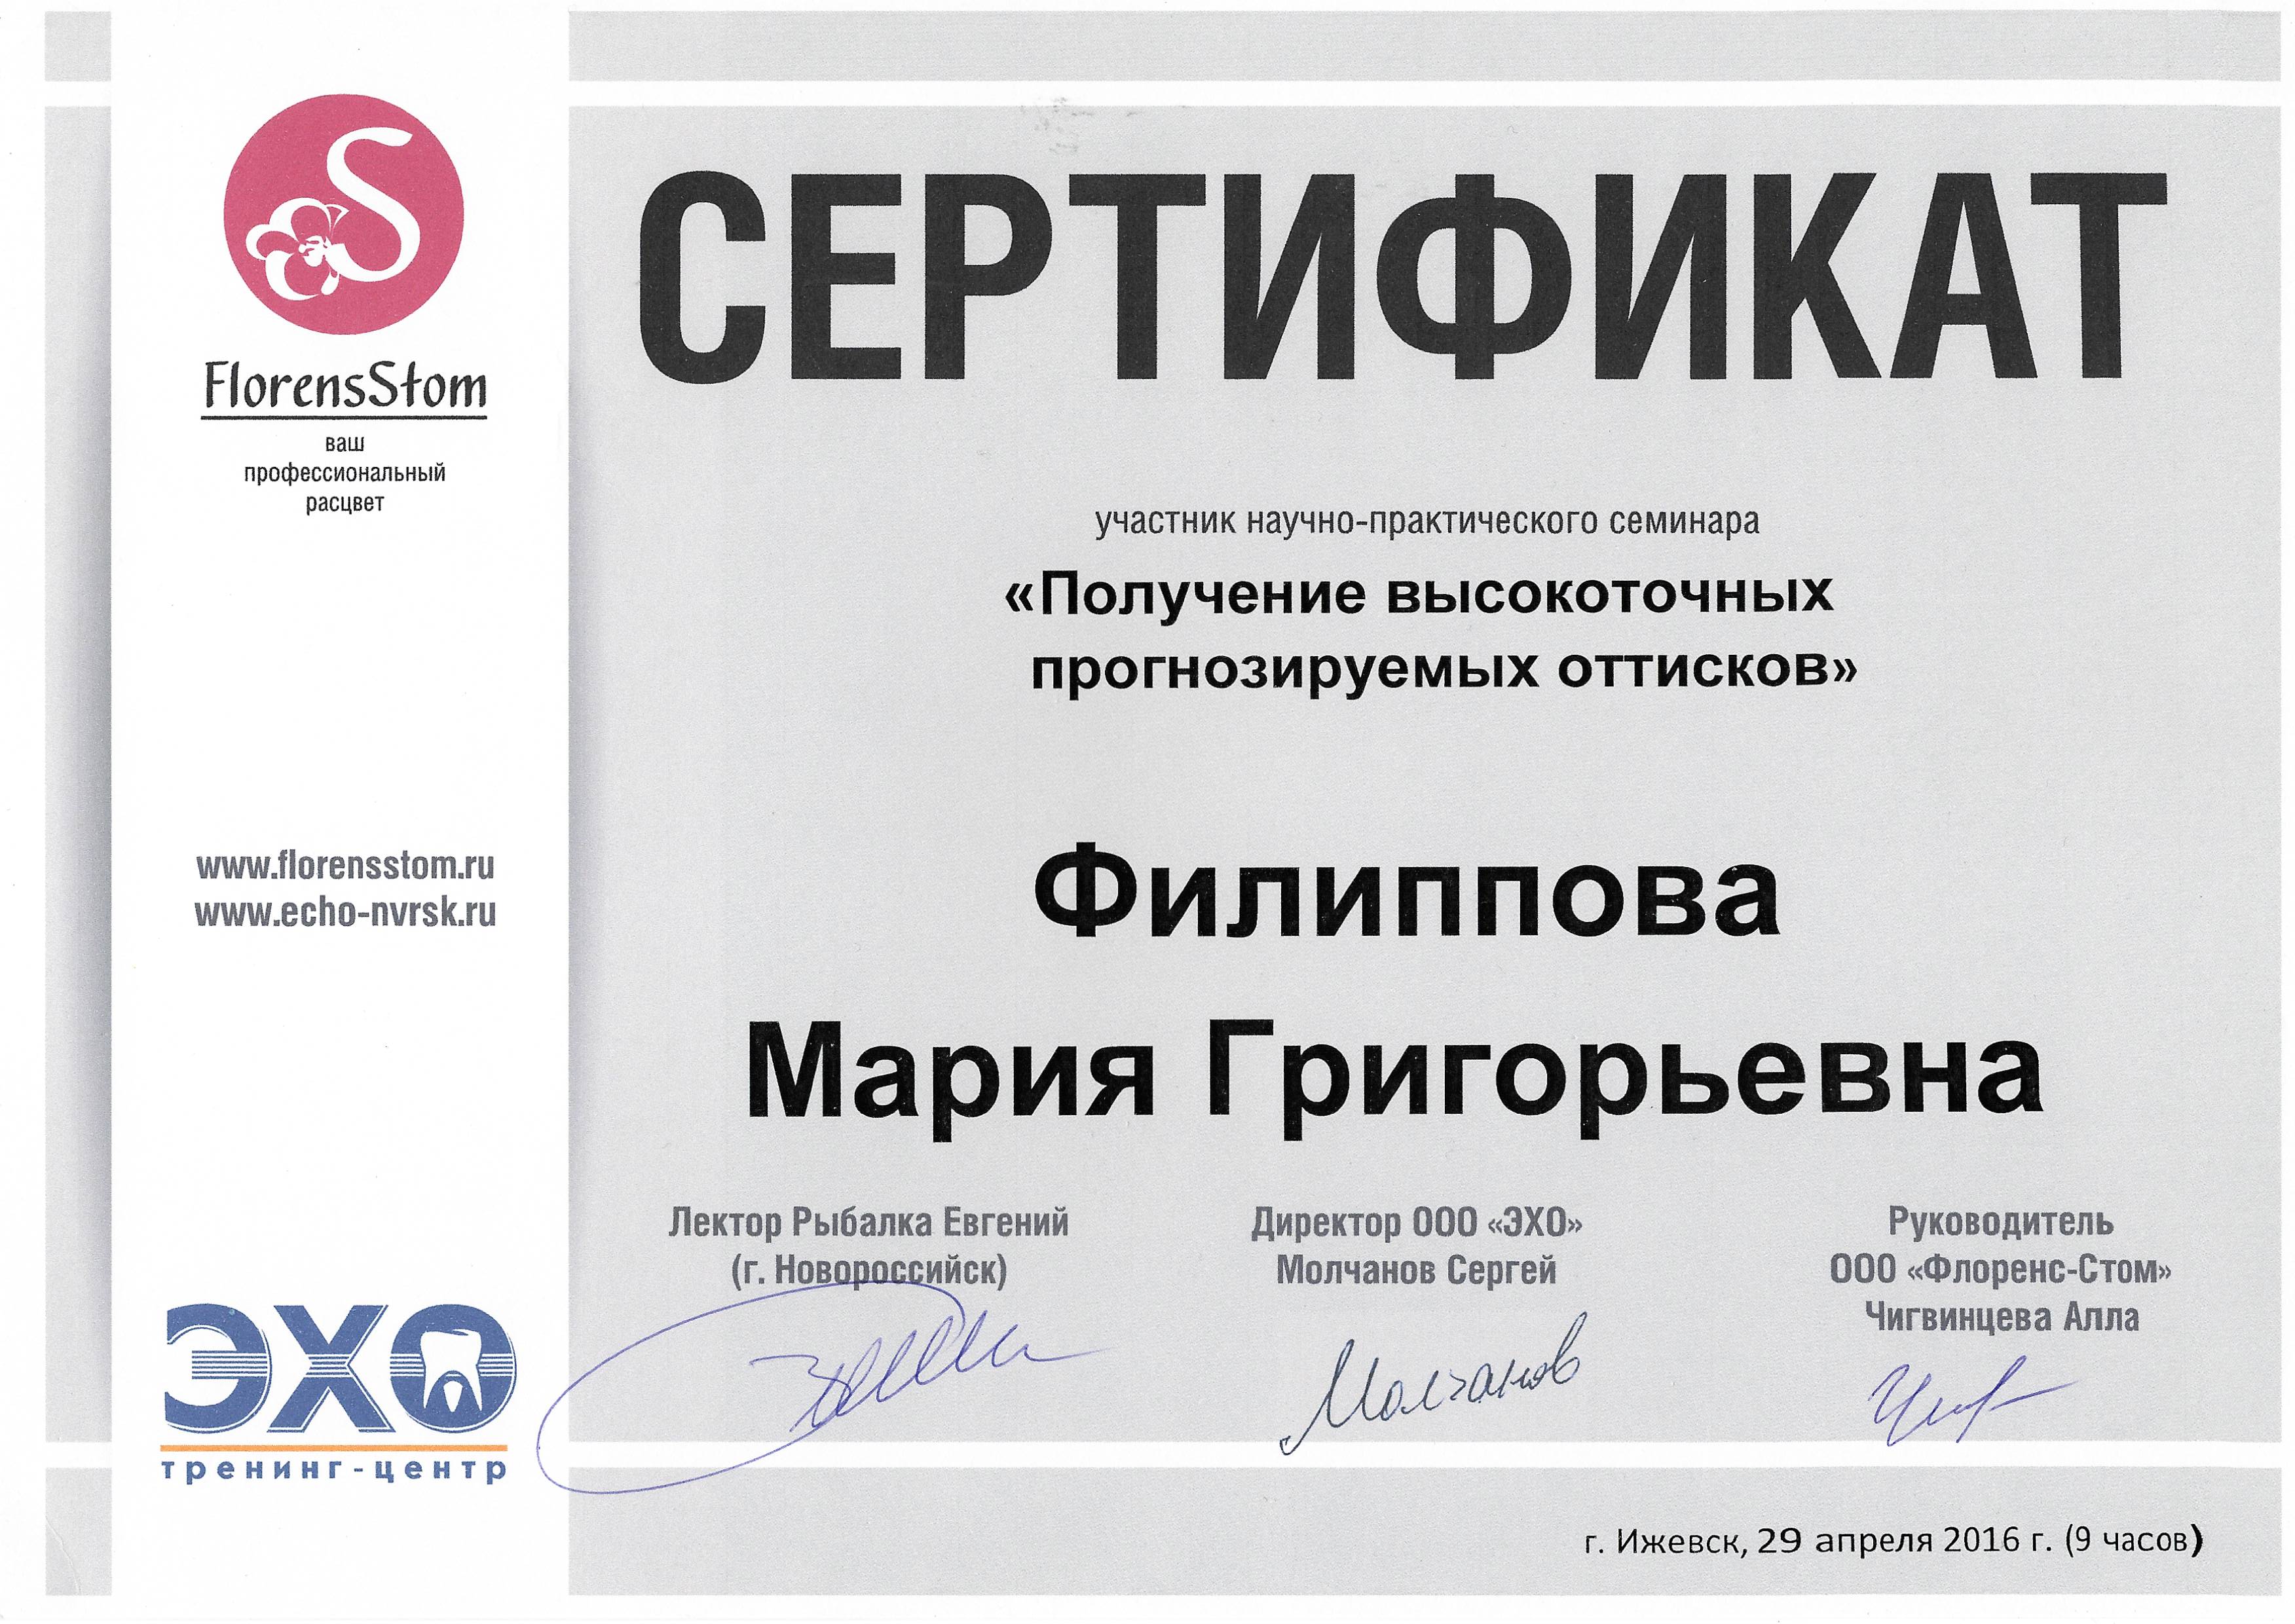 FlorensStom
ваш
профессиональный
расцвет
www.florensstom.ru
www.echo-nvrsk.ru
ЭХО
тренинг-центр
СЕРТИФИКАТ
участник научно-практического семинара
«Получение высокоточных
прогнозируемых оттисков»
Филиппова
Мария Григорьевна
Лектор Рыбалка Евгений
(г. Новороссийск)
Директор ООО «ЭХО»
Молчанов Сергей
Молчанов
Руководитель
ООО «Флоренс-Стом»
Чигвинцева Алла
г. Ижевск, 29 апреля 2016 г. (9 часов)